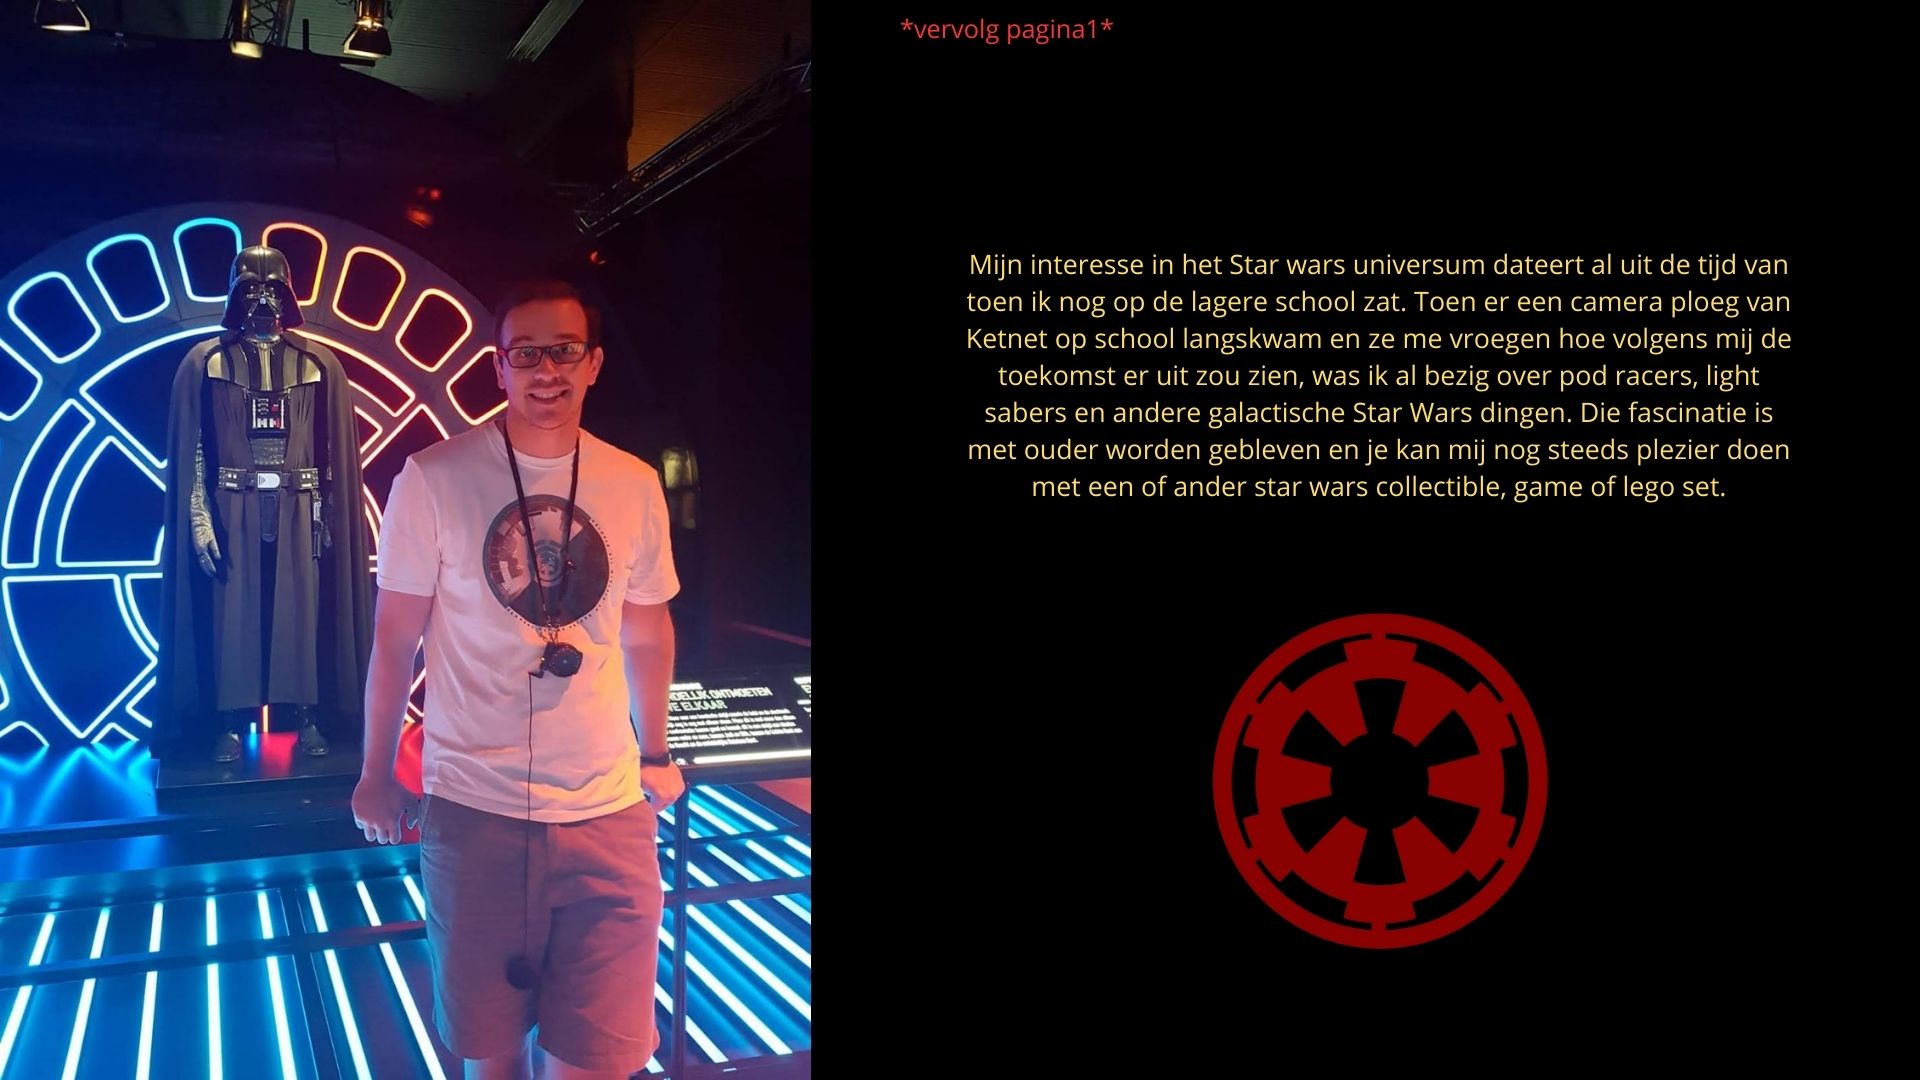 *vervolg pagina1*
Mijn interesse in het Star wars universum dateert al uit de tijd van
toen ik nog op de lagere school zat. Toen er een camera ploeg van
Ketnet op school langskwam en ze me vroegen hoe volgens mij de
toekomst er uit zou zien, was ik al bezig over pod racers, light
sabers en andere galactische Star Wars dingen. Die fascinatie is
met ouder worden gebleven en je kan mij nog steeds plezier doen
met een of ander star wars collectible, game of lego set.
ONTMOETEN
ELKAAR